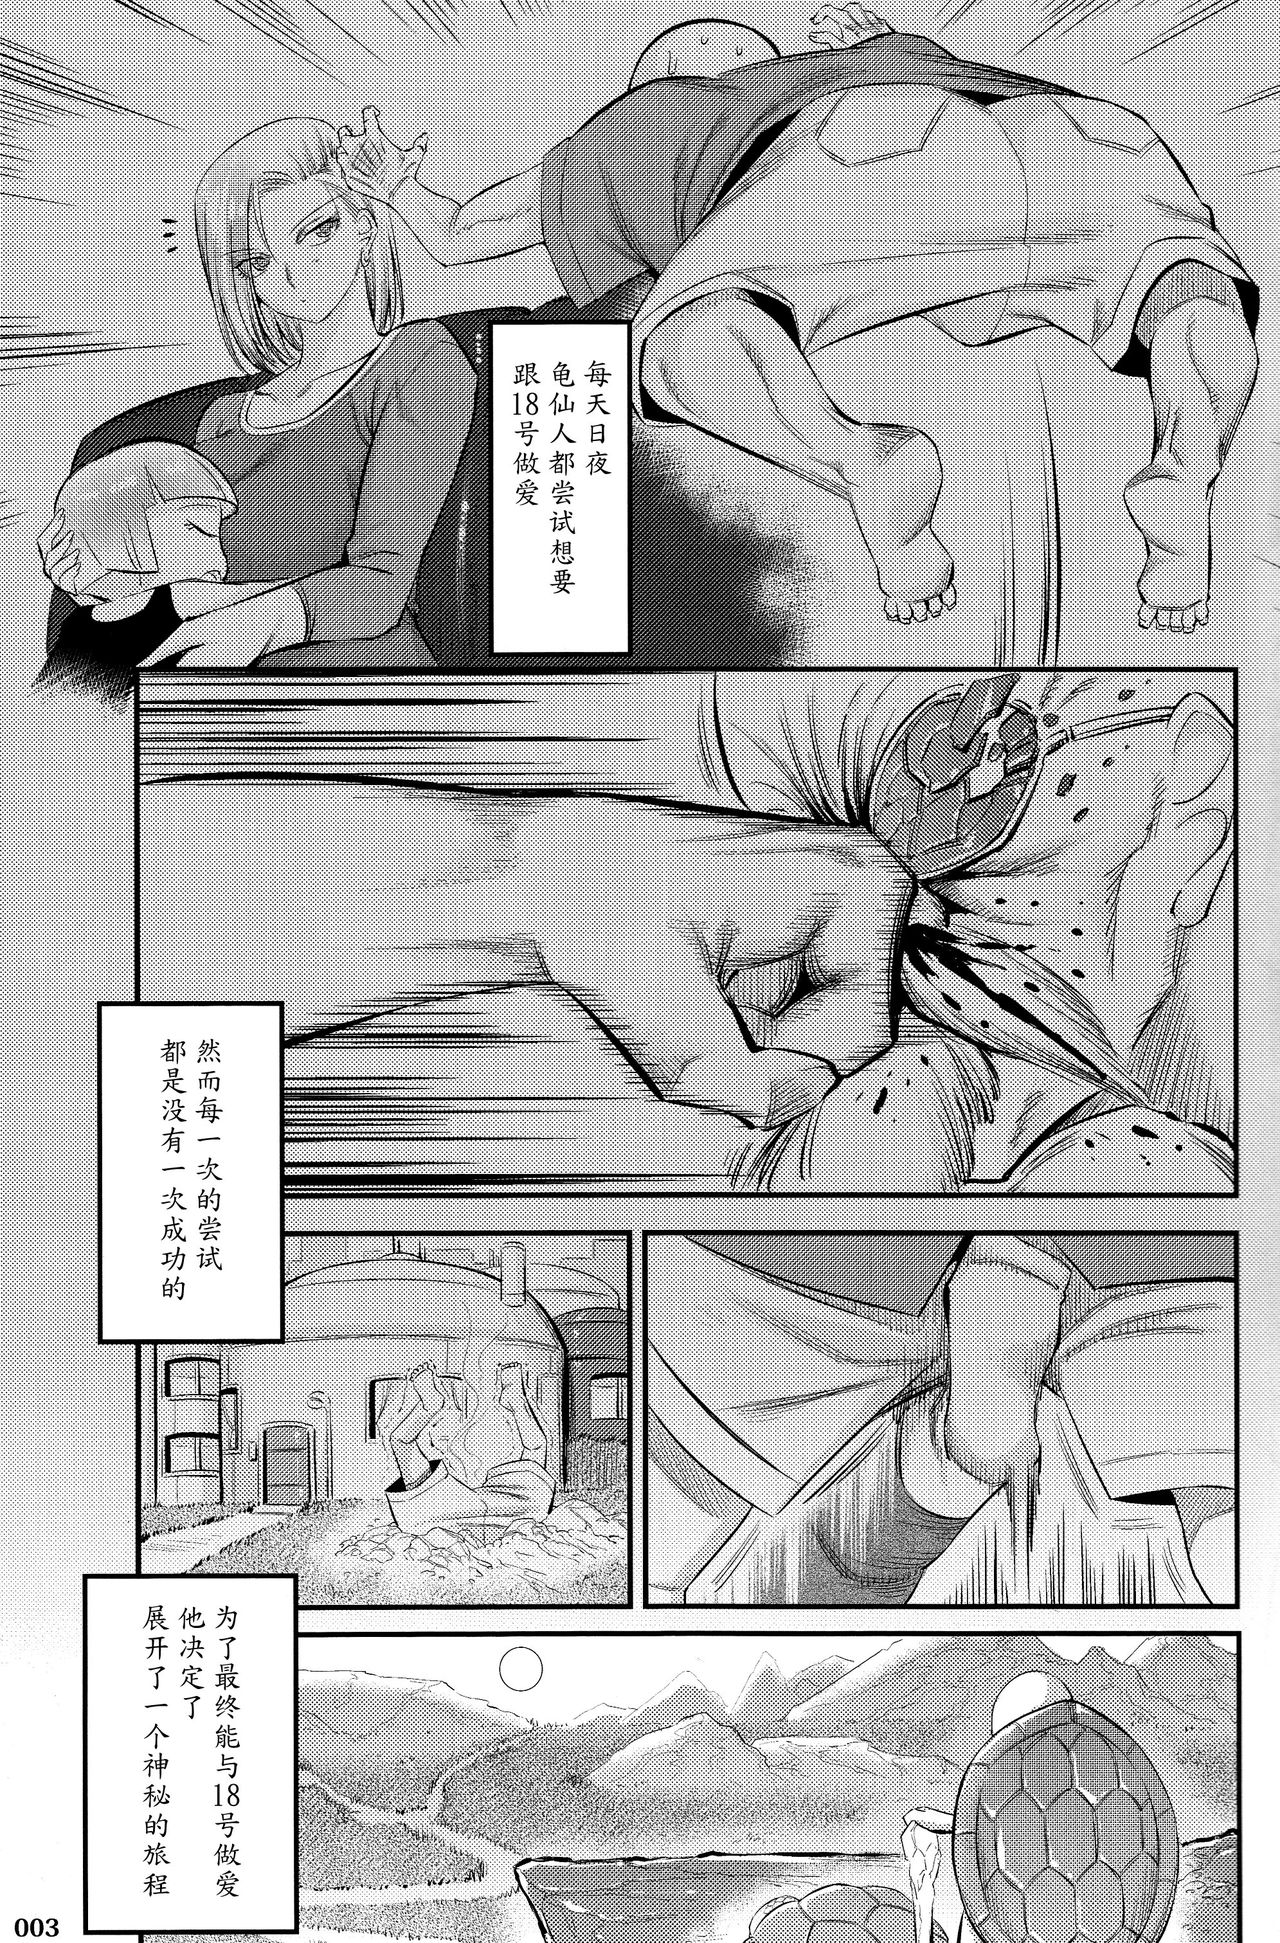 每天日夜
龟仙人都尝试想要
跟18号做爱
然而每一次的尝试
都是没有一次成功的
为了最终能与18号做爱
他决定了
展开了一个神秘的旅程
003